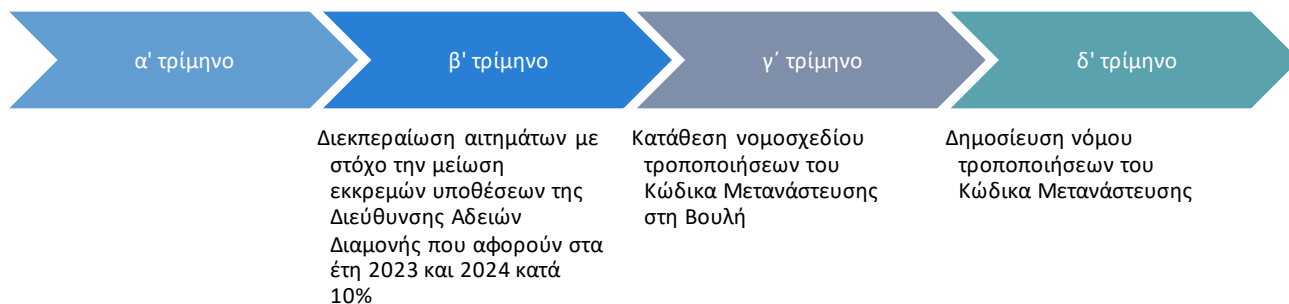 α' τρίμηνο
β' τρίμηνο
γ΄ τρίμηνο
δ' τρίμηνο
Διεκπεραίωση αιτημάτων με
στόχο την μείωση
εκκρεμών υποθέσεων της
Διεύθυνσης Αδειών
Διαμονής που αφορούν στα
έτη 2023 και 2024 κατά
10%
Κατάθεση νομοσχεδίου
τροποποιήσεων του
Κώδικα Μετανάστευσης
στη Βουλή
Δημοσίευση νόμου
τροποποιήσεων του
Κώδικα Μετανάστευσης